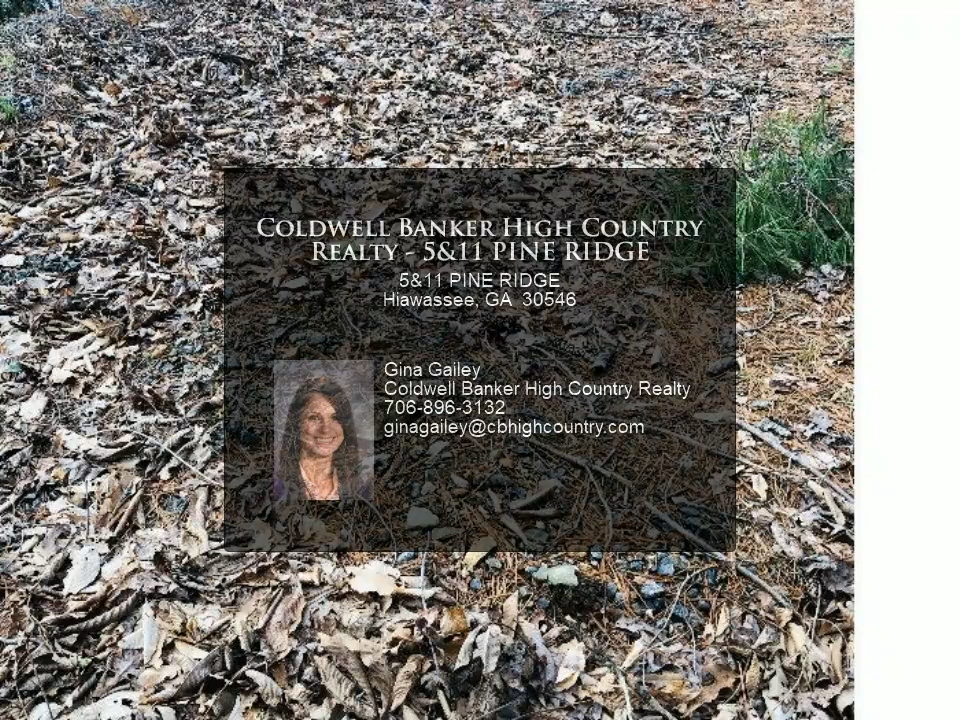 Coldwell Banker High Country
Realty - 5&11 PINE RIDGE
5&11 PINE RIDGE
Hiawassee, GA 30546
Gina Gailey
Coldwell Banker High Country Realty
706-896-3132
ginagailey@cbhighcountry.com